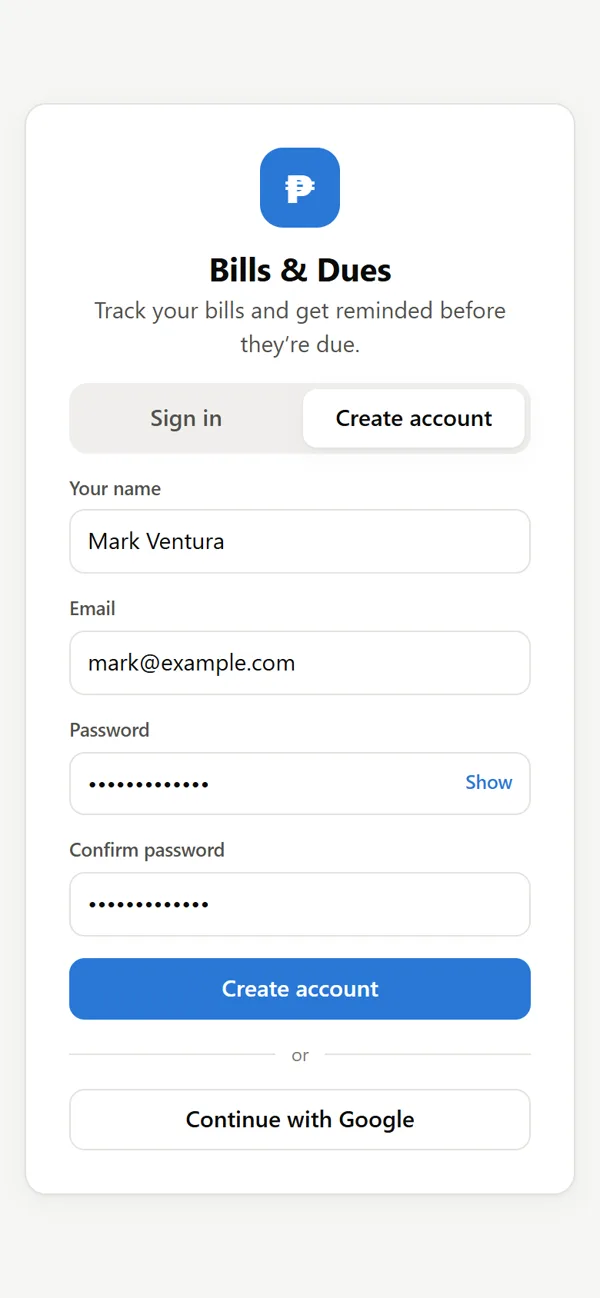 ₱
Bills & Dues
Track your bills and get reminded before
they’re due.
Sign in
Create account
Your name
Mark Ventura
Email
mark@example.com
Password
•••••••••••••
Show
Confirm password
•••••••••••••
Create account
or
Continue with Google